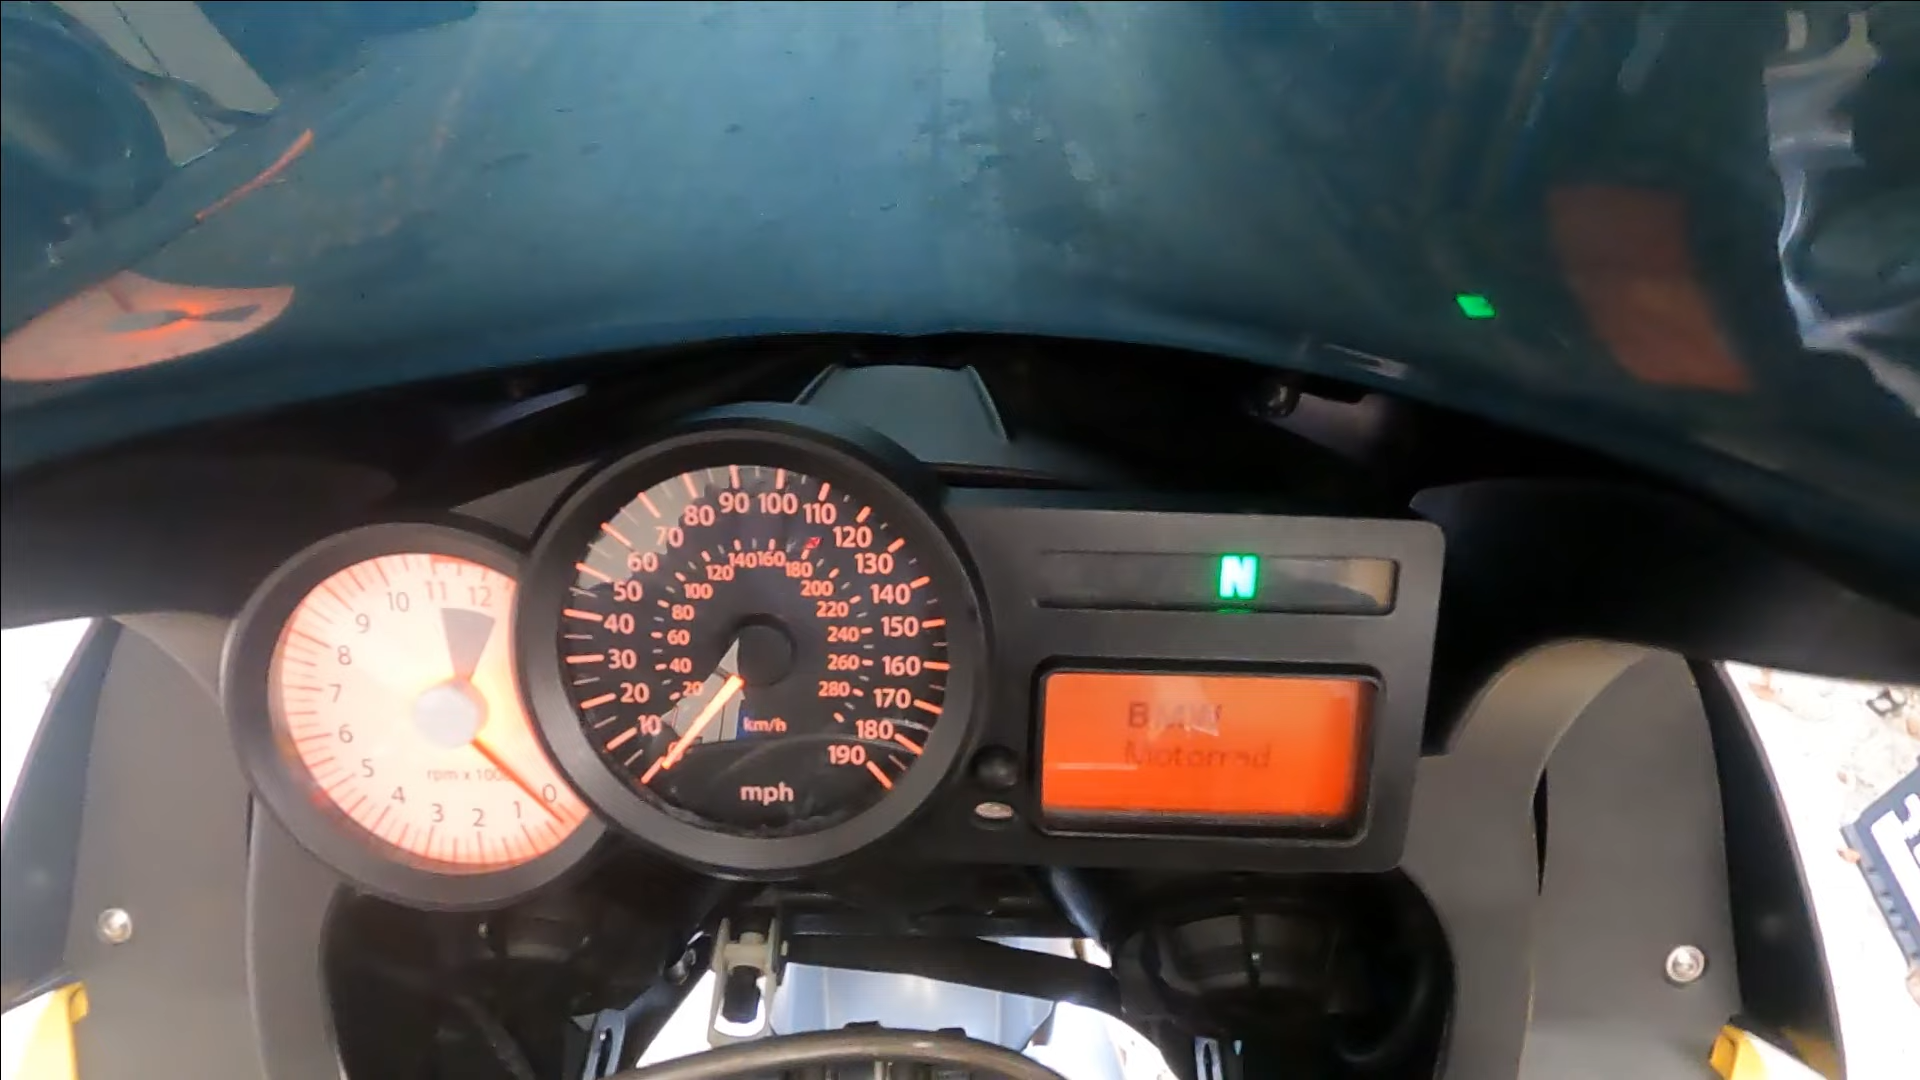 N
BMW
Motorrad
0 10 20 30 40 50 60 70 80 90 100 110 120 130 140 150 160 170 180 190
20 40 60 80 100 120 140 160 180 200 220 240 260 280
km/h
mph
0 1 2 3 4 5 6 7 8 9 10 11 12
rpm x 1000